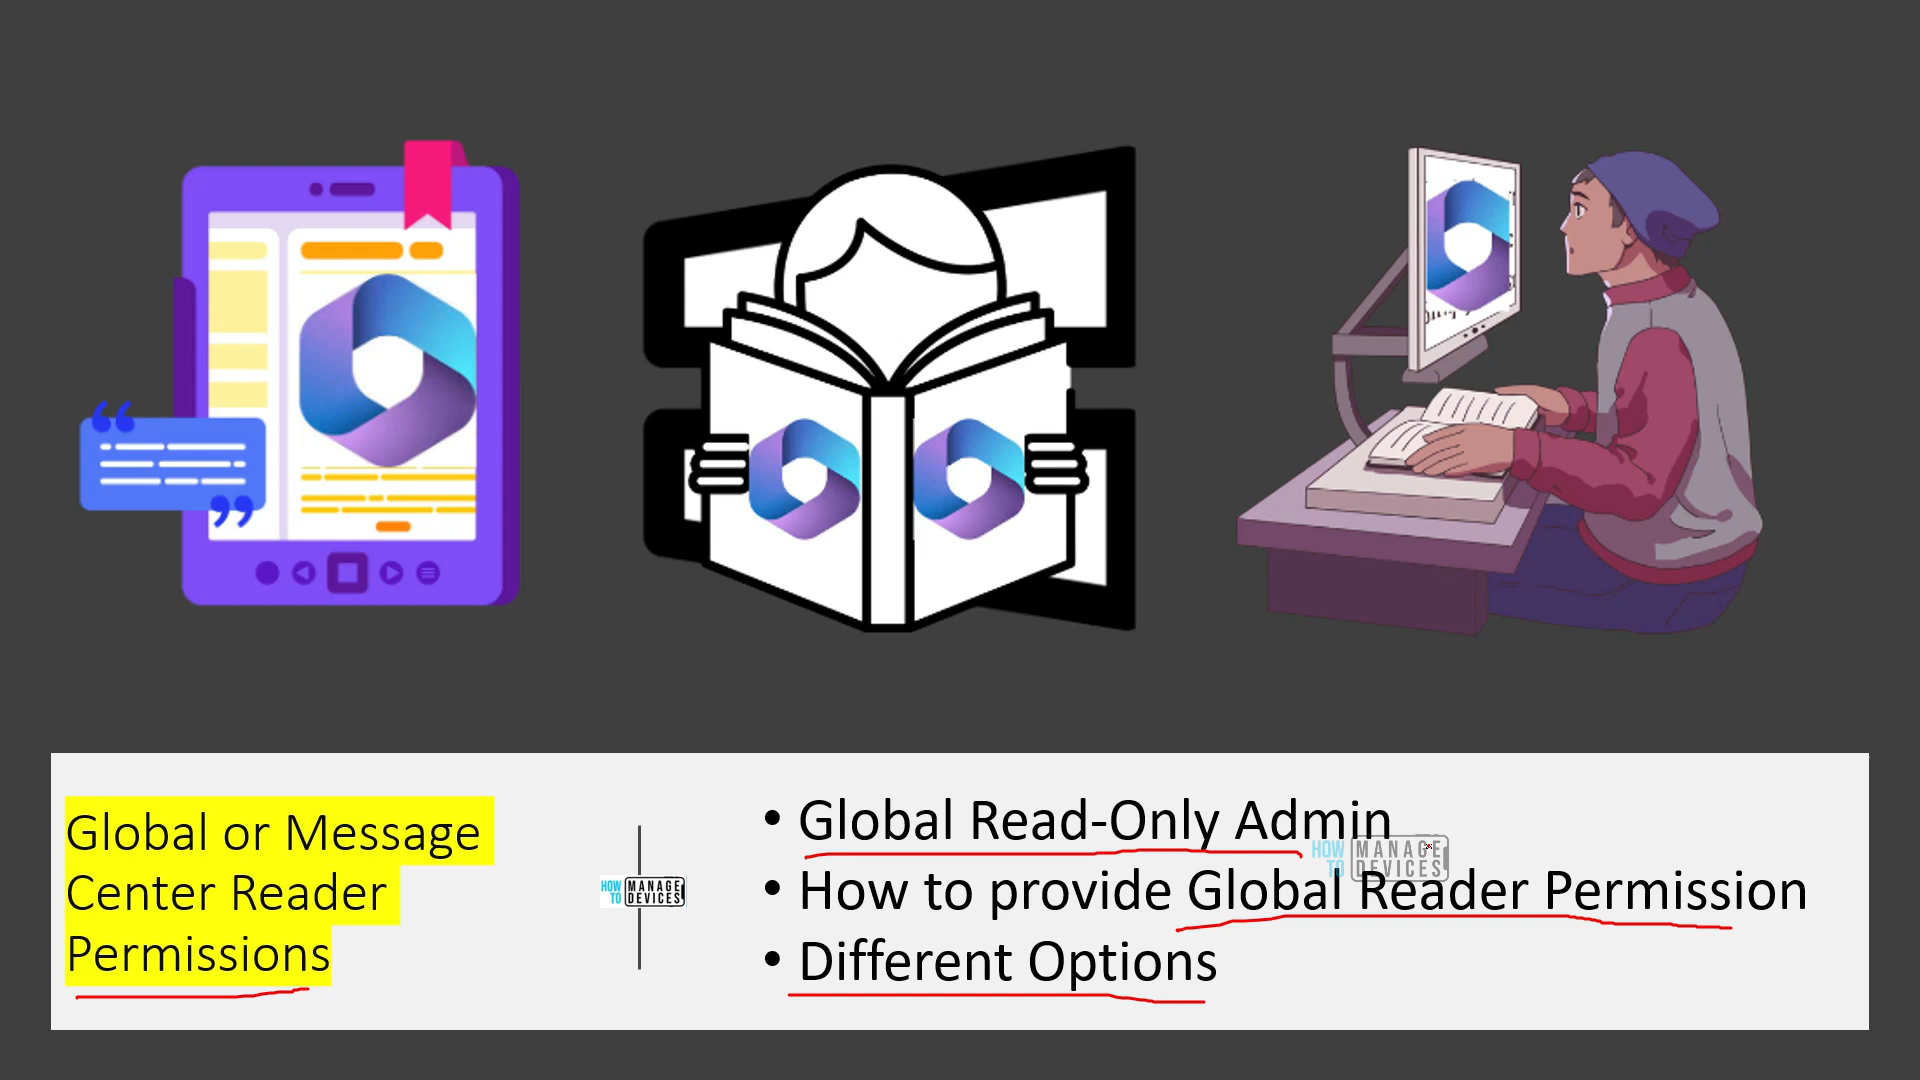 Global or Message
Center Reader
Permissions
HOW TO MANAGE DEVICES
• Global Read-Only Admin
HOW TO MANAGE DEVICES
• How to provide Global Reader Permission
• Different Options